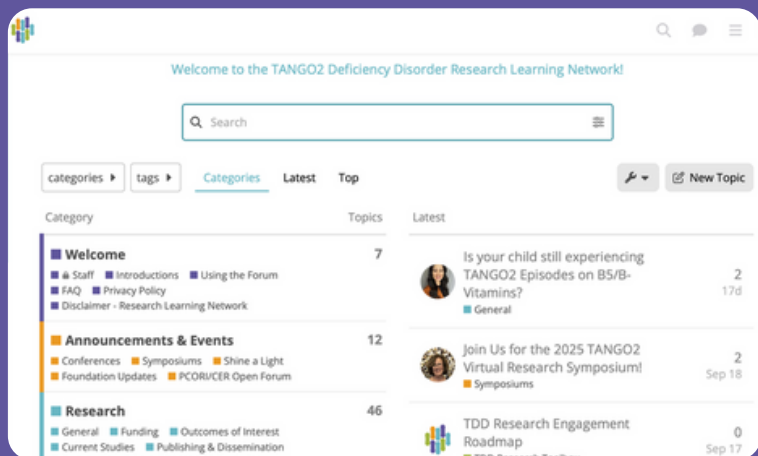 Welcome to the TANGO2 Deficiency Disorder Research Learning Network!
Search
categories
tags
Categories
Latest
Top
New Topic
Category
Topics
Welcome
7
Staff
Introductions
Using the Forum
FAQ
Privacy Policy
Disclaimer - Research Learning Network
Announcements & Events
12
Conferences
Symposiums
Shine a Light
Foundation Updates
PCORI/CER Open Forum
Research
46
General
Funding
Outcomes of Interest
Current Studies
Publishing & Dissemination
Latest
Is your child still experiencing
TANGO2 Episodes on B5/B-
Vitamins?
2
17d
General
Join Us for the 2025 TANGO2
Virtual Research Symposium!
2
Sep 18
Symposiums
TDD Research Engagement
Roadmap
0
Sep 17